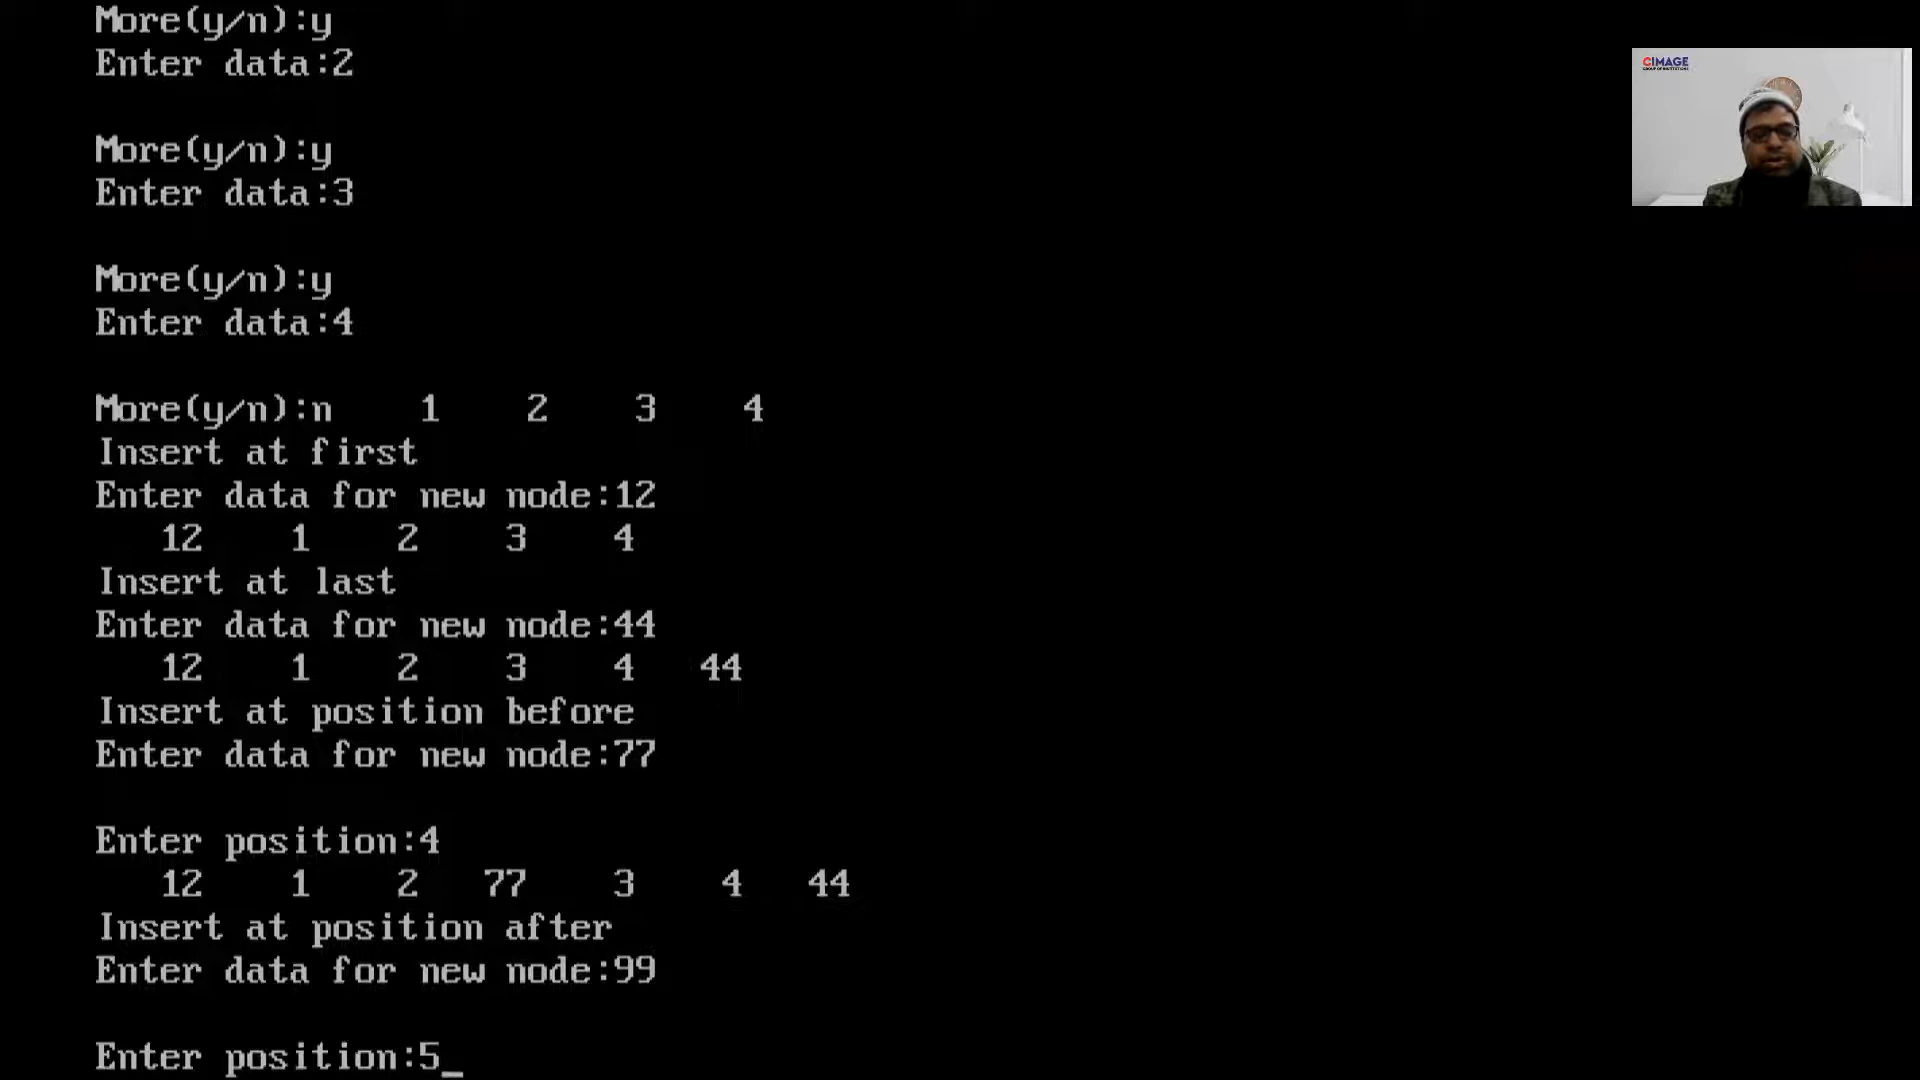 More(y/n):y
Enter data:2
More(y/n):y
Enter data:3
More(y/n):y
Enter data:4
More(y/n):n 1 2 3 4
Insert at first
Enter data for new node:12
12 1 2 3 4
Insert at last
Enter data for new node:44
12 1 2 3 4 44
Insert at position before
Enter data for new node:77
Enter position:4
12 1 2 77 3 4 44
Insert at position after
Enter data for new node:99
Enter position:5_
CIMAGE
GROUP OF INSTITUTIONS